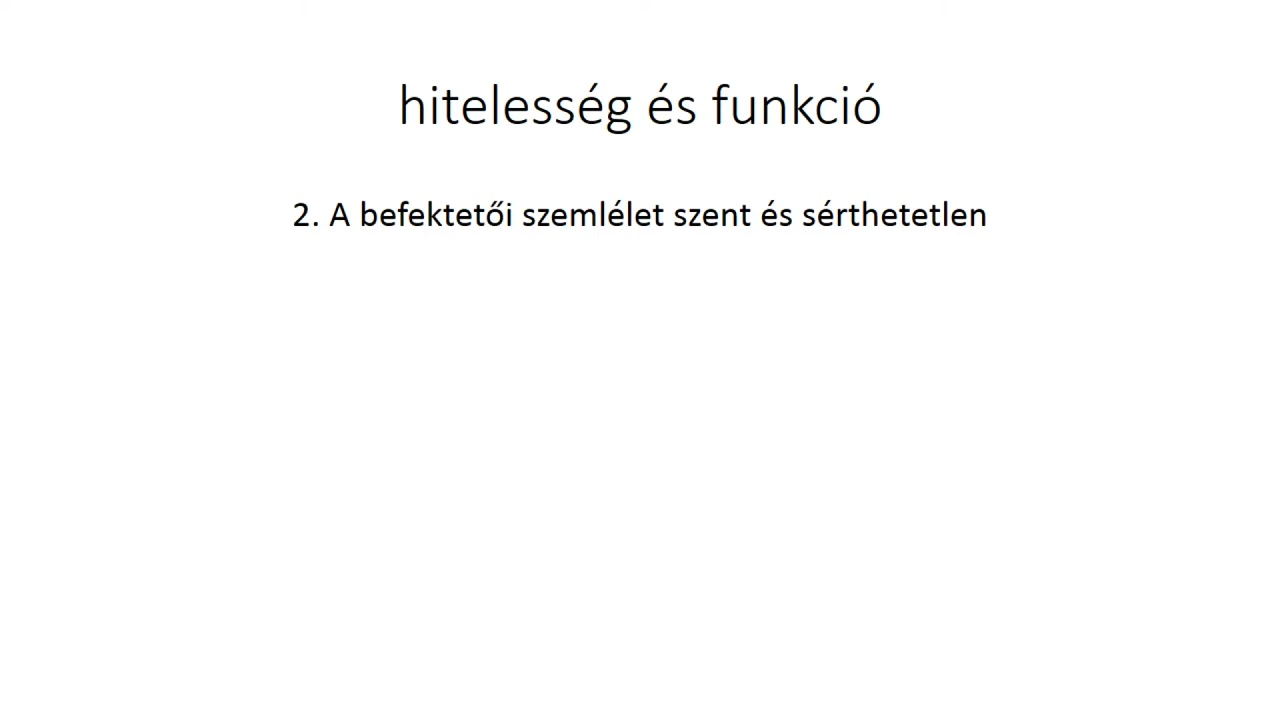 hitelesség és funkció
2. A befektetői szemlélet szent és sérthetetlen